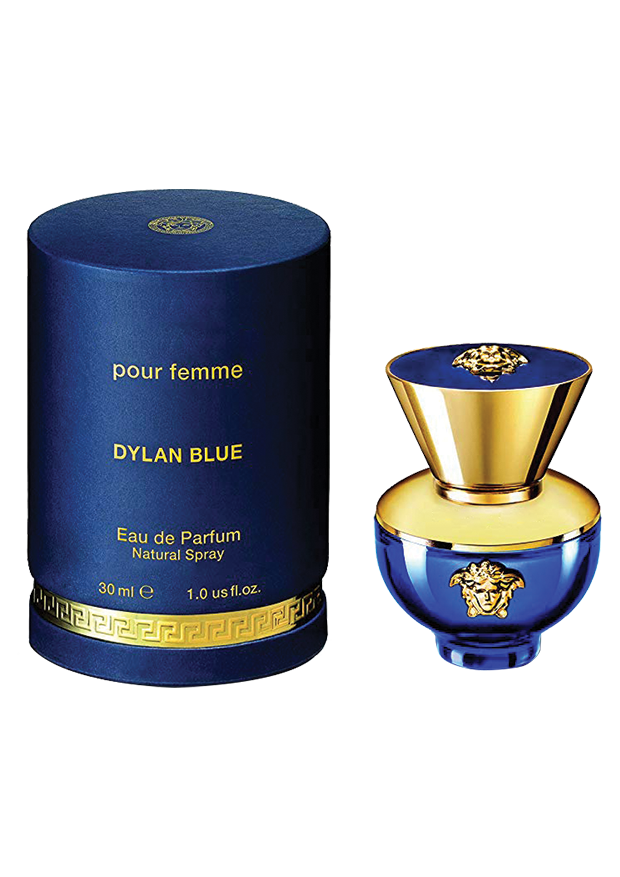 pour femme
DYLAN BLUE
Eau de Parfum
Natural Spray
30 ml ℮ 1.0 us fl.oz.